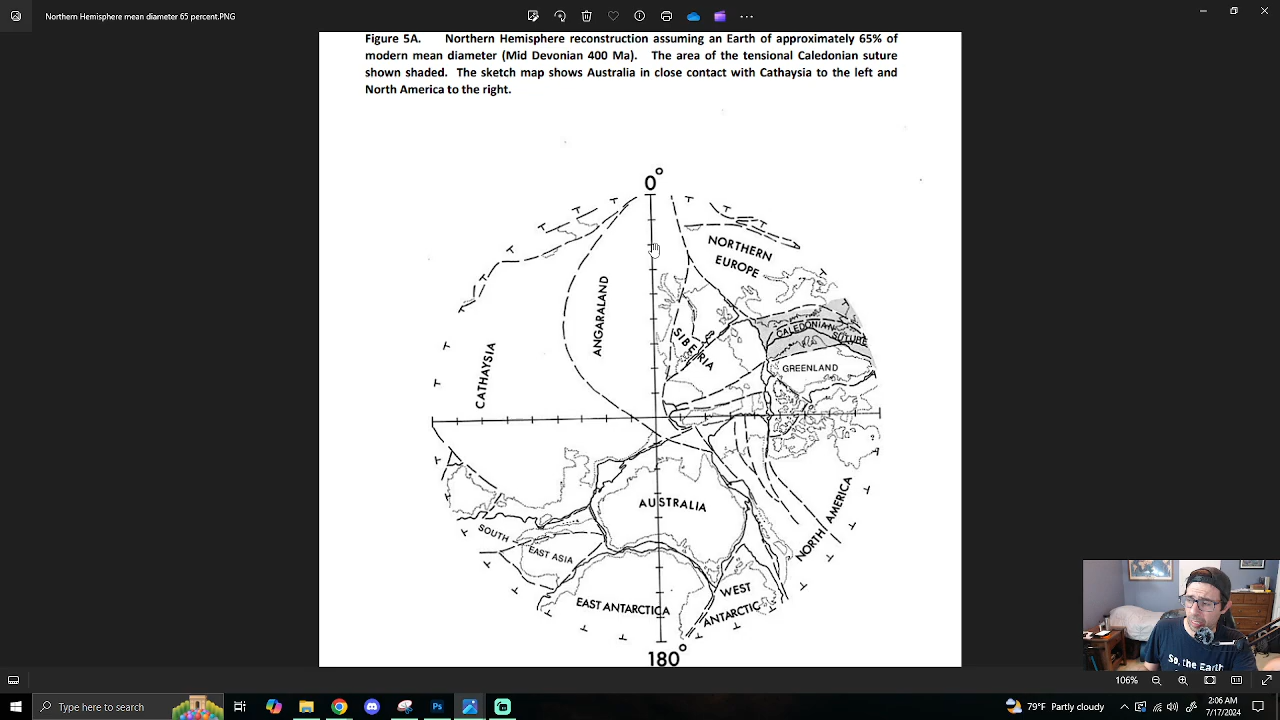 Northern Hemisphere mean diameter 65 percent.PNG
Figure 5A. Northern Hemisphere reconstruction assuming an Earth of approximately 65% of
modern mean diameter (Mid Devonian 400 Ma). The area of the tensional Caledonian suture
shown shaded. The sketch map shows Australia in close contact with Cathaysia to the left and
North America to the right.
0°
NORTHERN
EUROPE
ANGARALAND
SIBERIA
CALEDONIAN
SUTURE
GREENLAND
CATHAYSIA
AUSTRALIA
NORTH AMERICA
SOUTH
EAST ASIA
EAST ANTARCTICA
WEST
ANTARCTIC
180°
106%
Type here to search
79°F Partly cloudy
2:06 AM